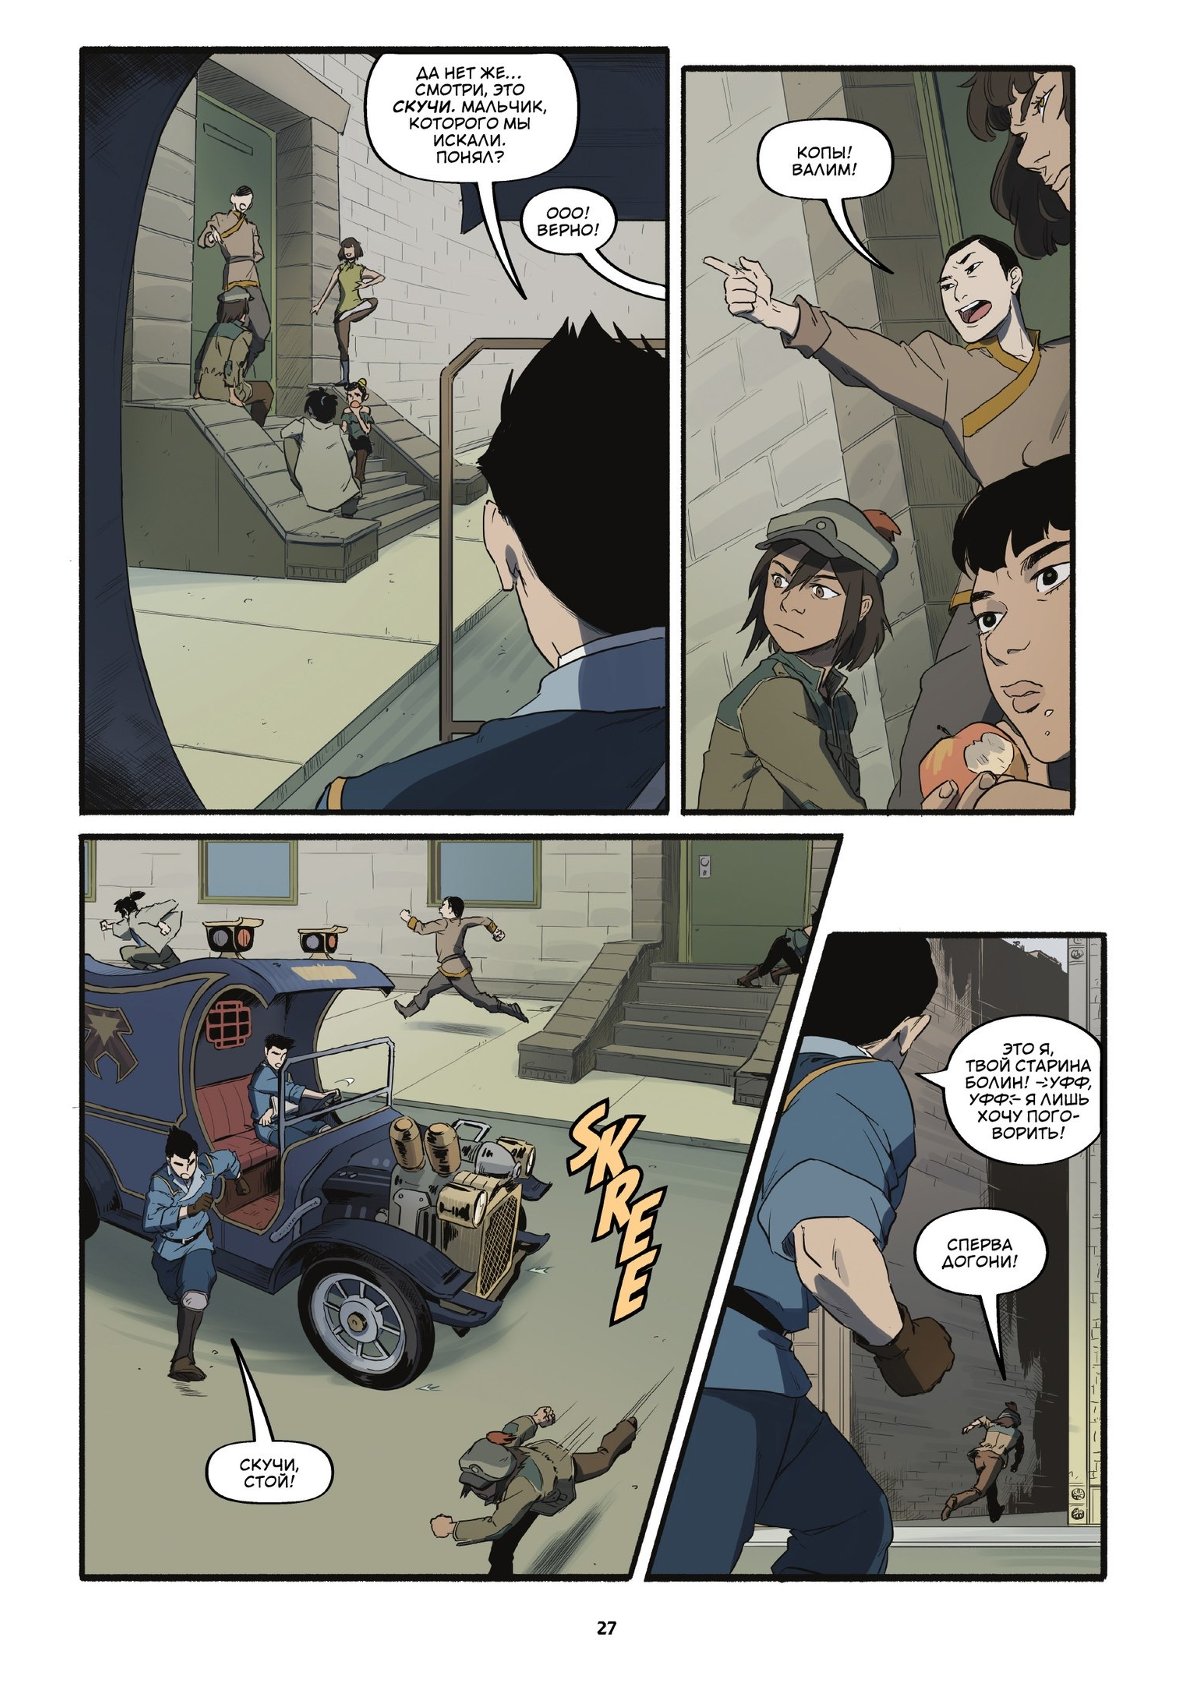 ДА НЕТ ЖЕ...
СМОТРИ, ЭТО
СКУЧИ. МАЛЬЧИК,
КОТОРОГО МЫ
ИСКАЛИ.
ПОНЯЛ?
ООО!
ВЕРНО!
КОПЫ!
ВАЛИМ!
SKREEE
СКУЧИ,
СТОЙ!
ЭТО Я,
ТВОЙ СТАРИНА
БОЛИН! -УФФ,
УФФ- Я ЛИШЬ
ХОЧУ ПОГО-
ВОРИТЬ!
СПЕРВА
ДОГОНИ!
27